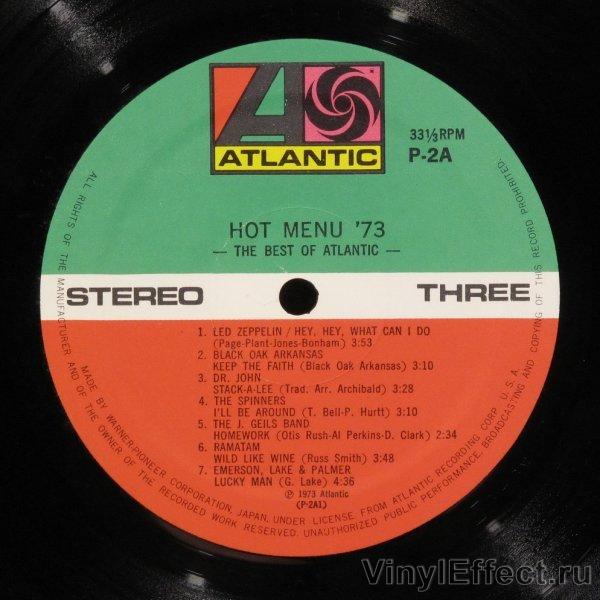 ATLANTIC
33⅓RPM
P-2A
HOT MENU '73
— THE BEST OF ATLANTIC —
STEREO
THREE
1. LED ZEPPELIN / HEY, HEY, WHAT CAN I DO
(Page-Plant-Jones-Bonham) 3:53
2. BLACK OAK ARKANSAS
KEEP THE FAITH (Black Oak Arkansas) 3:10
3. DR. JOHN
STACK-A-LEE (Trad. Arr. Archibald) 3:28
4. THE SPINNERS
I'LL BE AROUND (T. Bell-P. Hurtt) 3:10
5. THE J. GEILS BAND
HOMEWORK (Otis Rush-Al Perkins-D. Clark) 2:34
6. RAMATAM
WILD LIKE WINE (Russ Smith) 3:48
7. EMERSON, LAKE & PALMER
LUCKY MAN (G. Lake) 4:36
℗ 1973 Atlantic
(P-2A1)
ALL RIGHTS OF THE MANUFACTURER AND OF THE OWNER OF THE RECORDED WORK RESERVED. UNAUTHORIZED PUBLIC PERFORMANCE, BROADCASTING AND COPYING OF THIS RECORD PROHIBITED.
MADE BY WARNER-PIONEER CORPORATION, JAPAN. UNDER LICENSE FROM ATLANTIC RECORDING CORP. U.S.A.
VinylEffect.ru